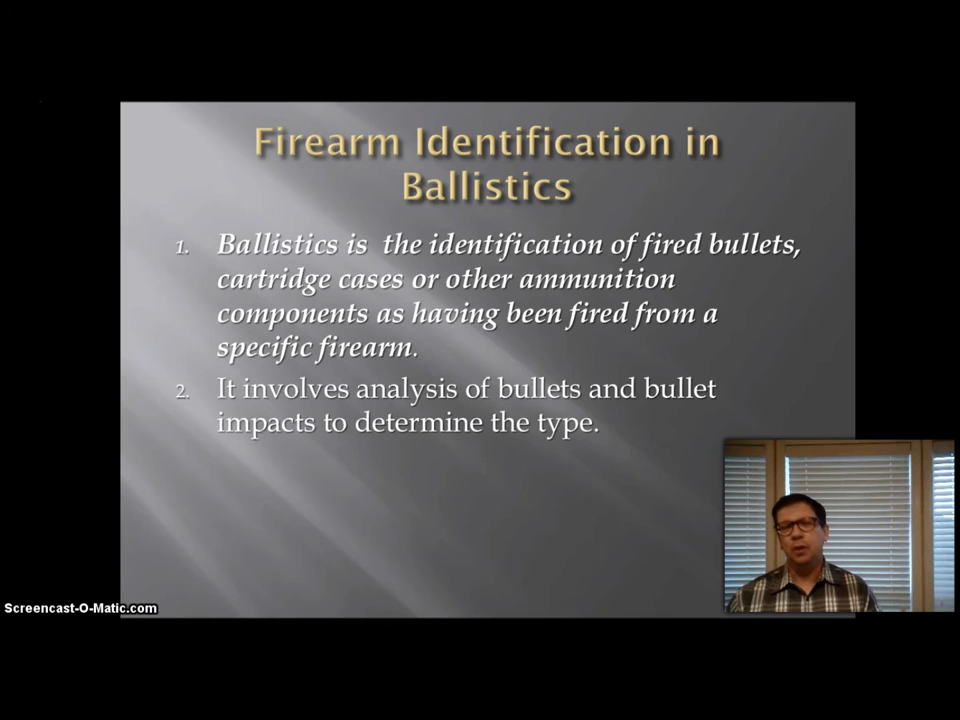 Firearm Identification in
Ballistics
1. Ballistics is the identification of fired bullets,
cartridge cases or other ammunition
components as having been fired from a
specific firearm.
2. It involves analysis of bullets and bullet
impacts to determine the type.
Screencast-O-Matic.com